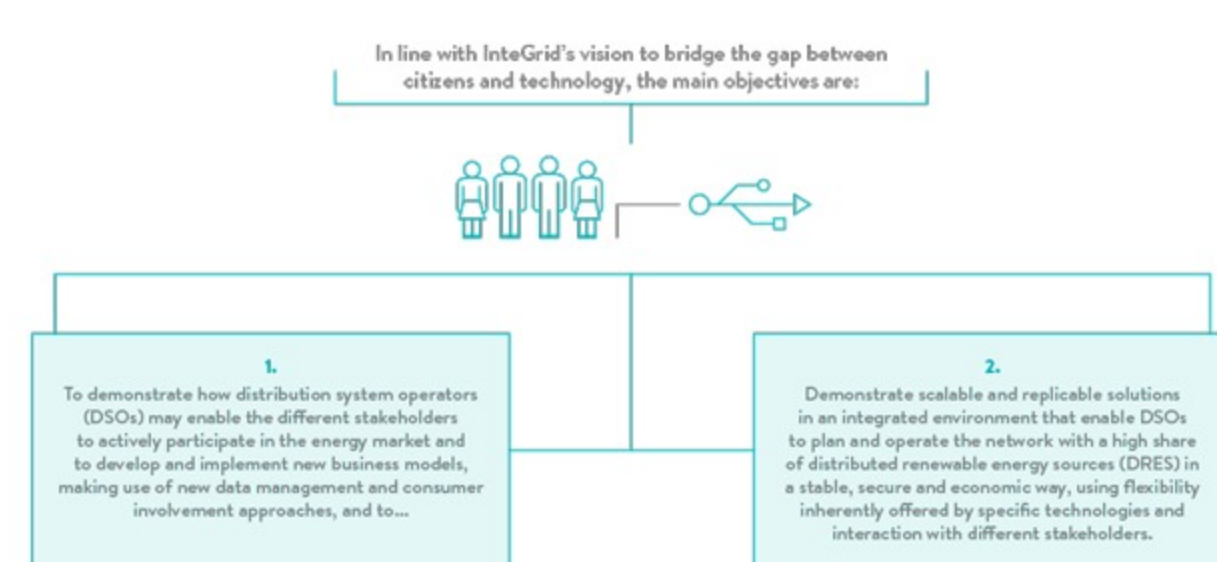 In line with InteGrid's vision to bridge the gap between
citizens and technology, the main objectives are:
1.
To demonstrate how distribution system operators
(DSOs) may enable the different stakeholders
to actively participate in the energy market and
to develop and implement new business models,
making use of new data management and consumer
involvement approaches, and to...
2.
Demonstrate scalable and replicable solutions
in an integrated environment that enable DSOs
to plan and operate the network with a high share
of distributed renewable energy sources (DRES) in
a stable, secure and economic way, using flexibility
inherently offered by specific technologies and
interaction with different stakeholders.